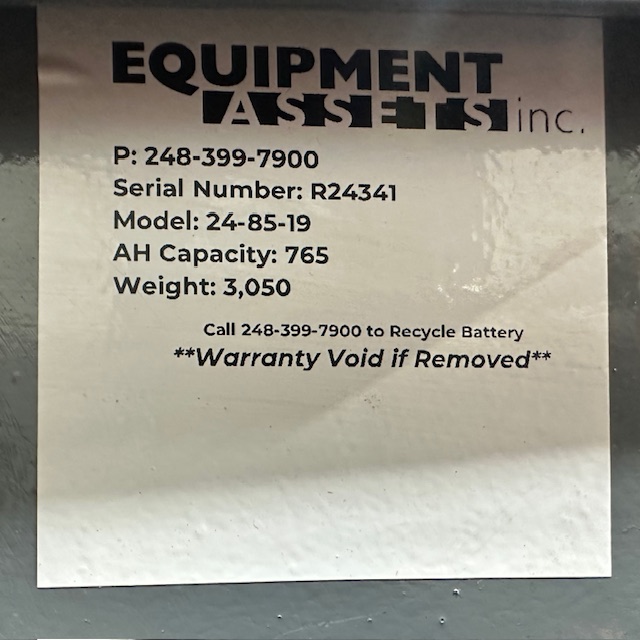 EQUIPMENT
ASSETS inc.
P: 248-399-7900
Serial Number: R24341
Model: 24-85-19
AH Capacity: 765
Weight: 3,050
Call 248-399-7900 to Recycle Battery
**Warranty Void if Removed**